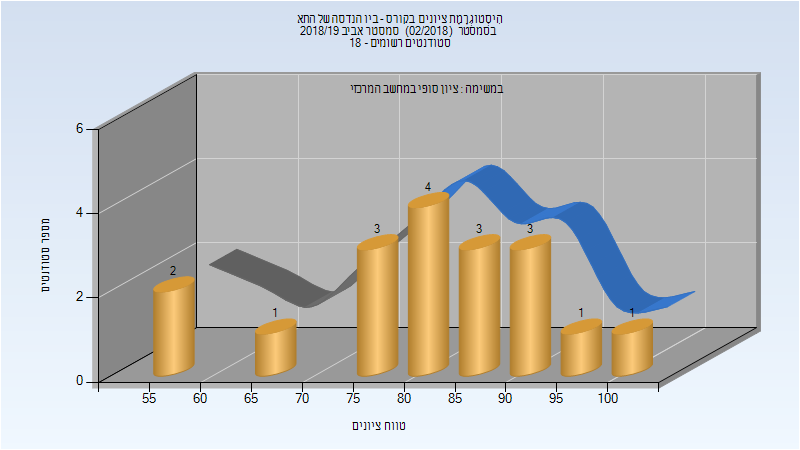 היסטוגרמת ציונים בקורס - ביו הנדסה של התא
בסמסטר (02/2018) סמסטר אביב 2018/19
סטודנטים רשומים - 18
במשימה : ציון סופי במחשב המרכזי
מספר סטודנטים
6
4
2
0
2
1
3
4
3
3
1
1
55 60 65 70 75 80 85 90 95 100
טווח ציונים